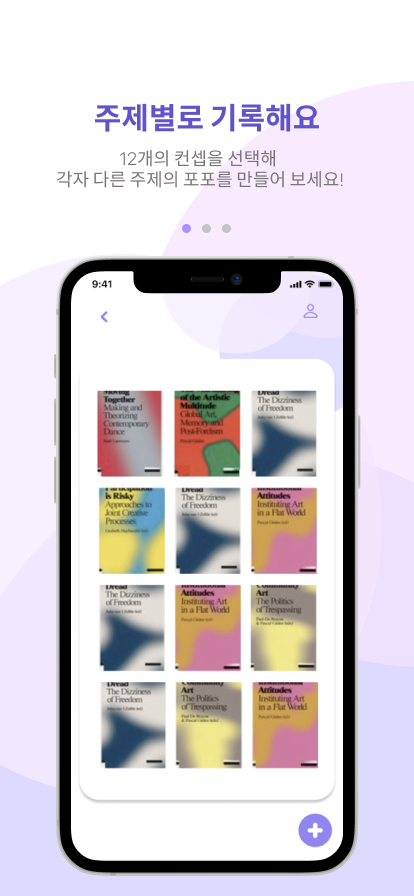 주제별로 기록해요
12개의 컨셉을 선택해
각자 다른 주제의 포포를 만들어 보세요!
9:41
Moving
Together
Making and
Theorizing
Contemporary
Dance
of the Artistic
Multitude
Global Art,
Memory and
Post-Fordism
Dread
The Dizziness
of Freedom
Participation
is Risky
Approaches to
Joint Creative
Processes
Dread
The Dizziness
of Freedom
Institutional
Attitudes
Instituting Art
in a Flat World
Dread
The Dizziness
of Freedom
Institutional
Attitudes
Instituting Art
in a Flat World
Community
Art
The Politics
of Trespassing
Dread
The Dizziness
of Freedom
Community
Art
The Politics
of Trespassing
Institutional
Attitudes
Instituting Art
in a Flat World